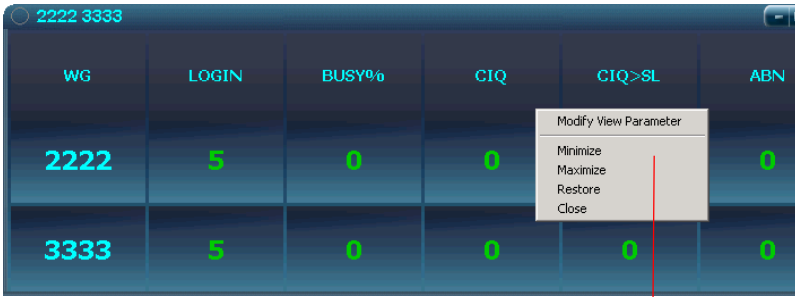 2222 3333
WG LOGIN BUSY% CIQ CIQ>SL ABN
Modify View Parameter
2222 5 0 0 0
Minimize
Maximize
Restore
Close
3333 5 0 0 0 0